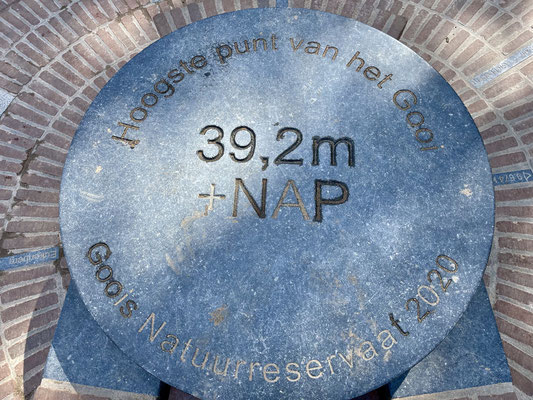 Hoogste punt van het Gooi
39,2m
+NAP
Goois Natuurreservaat 2020